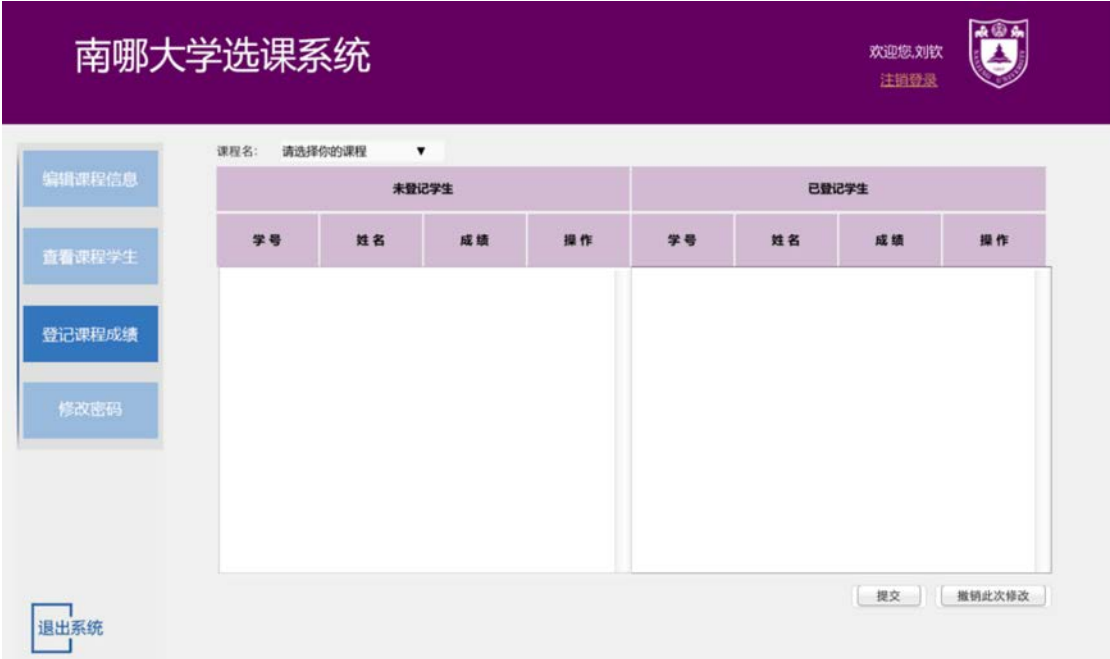 南哪大学选课系统
欢迎您,刘钦
注销登录
编辑课程信息
查看课程学生
登记课程成绩
修改密码
退出系统
课程名: 请选择你的课程 ▼
未登记学生 已登记学生
学号 姓名 成绩 操作 学号 姓名 成绩 操作
提交 撤销此次修改